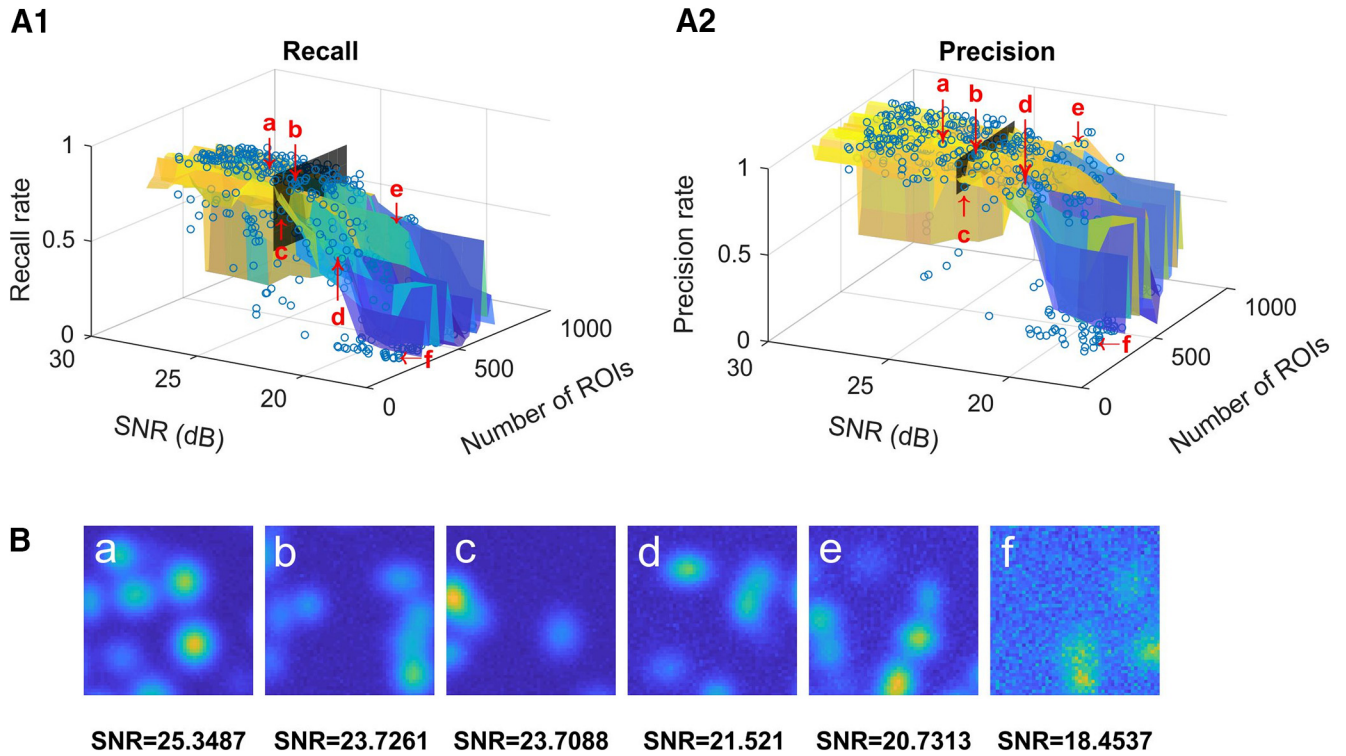 A1
A2
Recall
Precision
a
b
c
d
e
f
1
0.5
0
Recall rate
30
25
20
SNR (dB)
0
500
1000
Number of ROIs
a
b
d
e
c
f
1
0.5
0
Precision rate
30
25
20
SNR (dB)
0
500
1000
Number of ROIs
B
a
b
c
d
e
f
SNR=25.3487
SNR=23.7261
SNR=23.7088
SNR=21.521
SNR=20.7313
SNR=18.4537